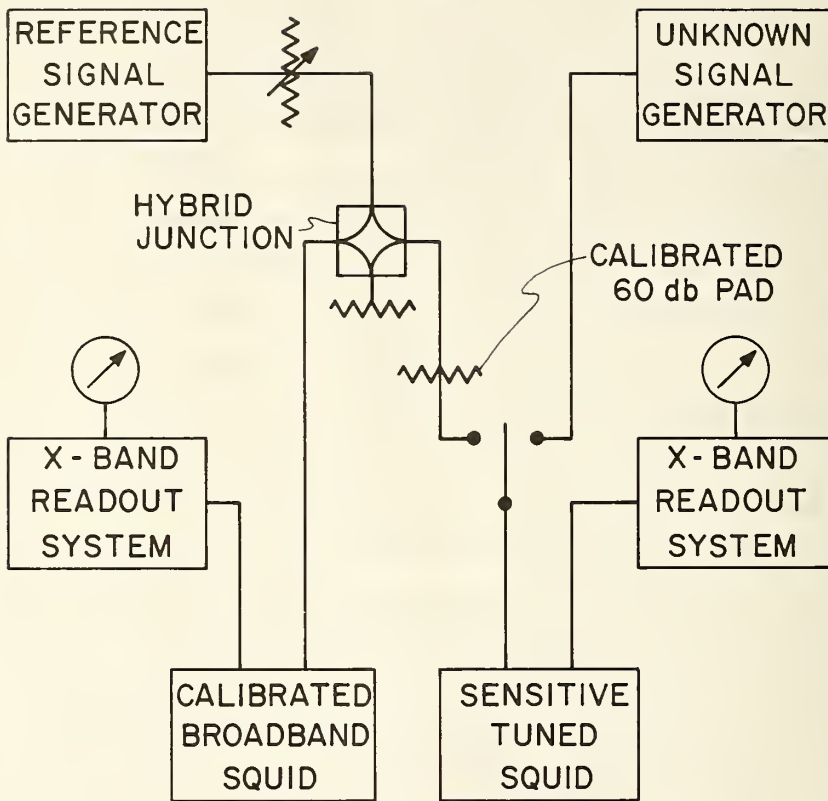 REFERENCE
SIGNAL
GENERATOR
UNKNOWN
SIGNAL
GENERATOR
HYBRID
JUNCTION
CALIBRATED
60 db PAD
X-BAND
READOUT
SYSTEM
X-BAND
READOUT
SYSTEM
CALIBRATED
BROADBAND
SQUID
SENSITIVE
TUNED
SQUID